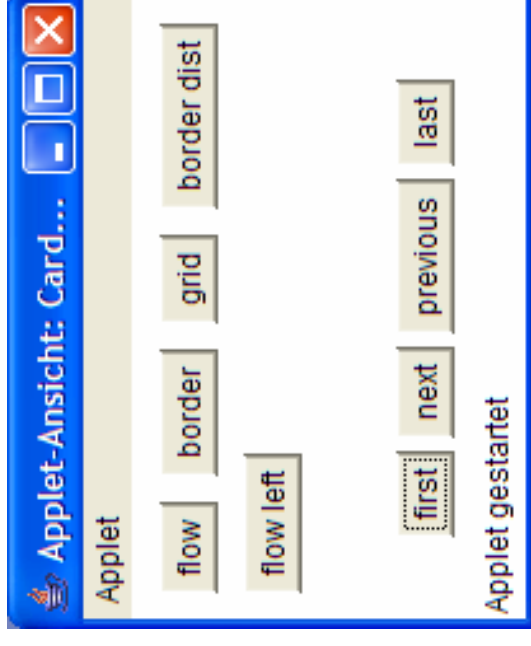 Applet-Ansicht: Card...
Applet
flow border grid border dist
flow left
first next previous last
Applet gestartet